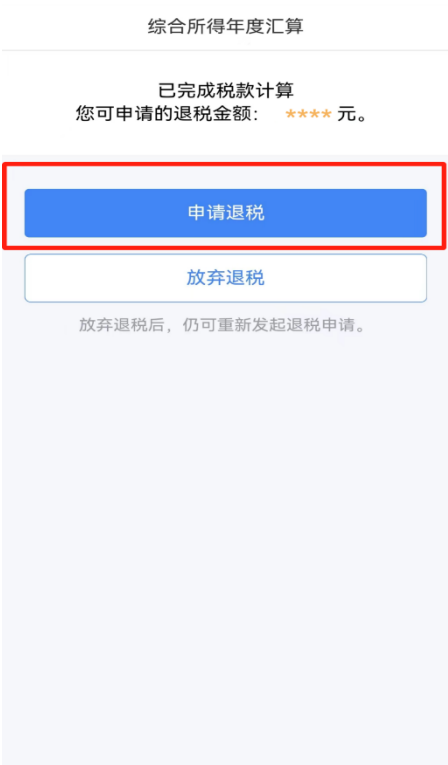 综合所得年度汇算
已完成税款计算
您可申请的退税金额： ****元。
申请退税
放弃退税
放弃退税后，仍可重新发起退税申请。